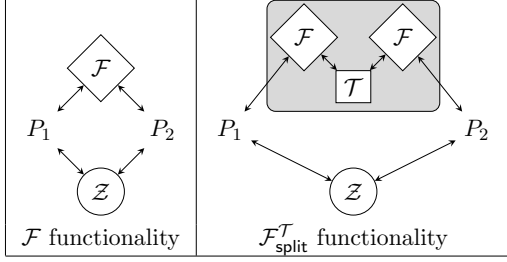 F
F F
T
P₁ P₂
P₁ P₂
Z
Z
F functionality
F^T_split functionality